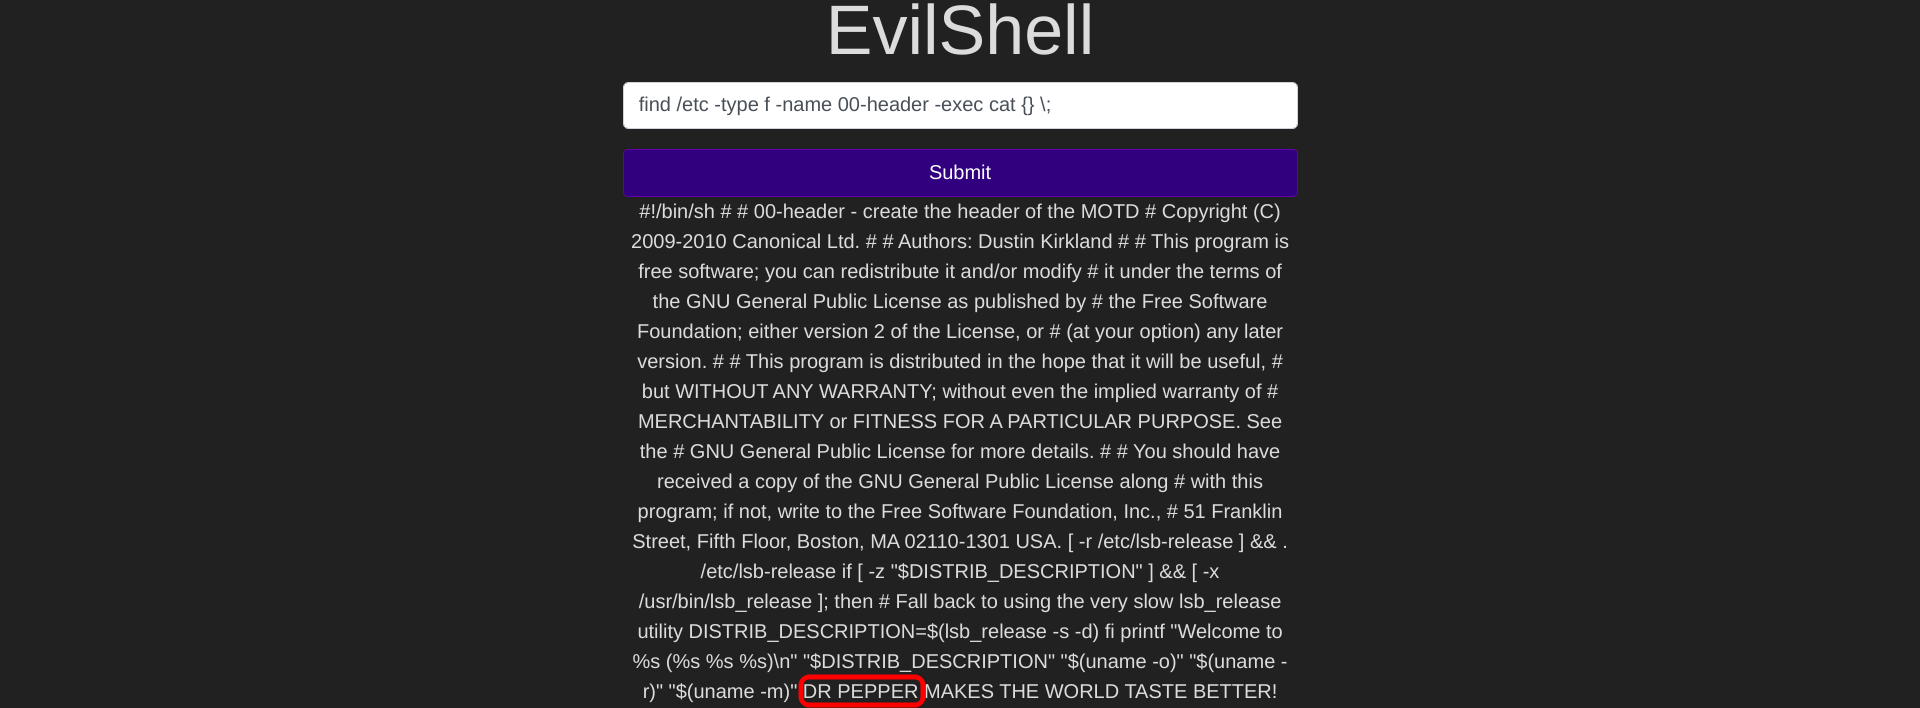 EvilShell
find /etc -type f -name 00-header -exec cat {} \;
Submit
#!/bin/sh # # 00-header - create the header of the MOTD # Copyright (C)
2009-2010 Canonical Ltd. # # Authors: Dustin Kirkland # # This program is
free software; you can redistribute it and/or modify # it under the terms of
the GNU General Public License as published by # the Free Software
Foundation; either version 2 of the License, or # (at your option) any later
version. # # This program is distributed in the hope that it will be useful, #
but WITHOUT ANY WARRANTY; without even the implied warranty of #
MERCHANTABILITY or FITNESS FOR A PARTICULAR PURPOSE. See
the # GNU General Public License for more details. # # You should have
received a copy of the GNU General Public License along # with this
program; if not, write to the Free Software Foundation, Inc., # 51 Franklin
Street, Fifth Floor, Boston, MA 02110-1301 USA. [ -r /etc/lsb-release ] && .
/etc/lsb-release if [ -z "$DISTRIB_DESCRIPTION" ] && [ -x
/usr/bin/lsb_release ]; then # Fall back to using the very slow lsb_release
utility DISTRIB_DESCRIPTION=$(lsb_release -s -d) fi printf "Welcome to
%s (%s %s %s)\n" "$DISTRIB_DESCRIPTION" "$(uname -o)" "$(uname -
r)" "$(uname -m)" DR PEPPER MAKES THE WORLD TASTE BETTER!